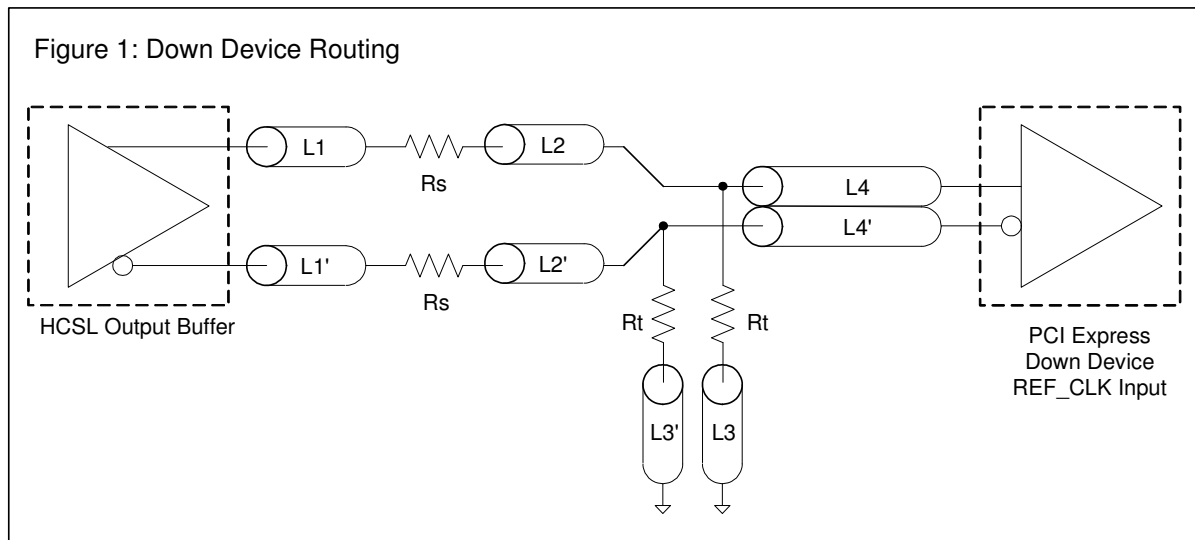 Figure 1: Down Device Routing
L1
Rs
L2
L4
L4'
L1'
Rs
L2'
HCSL Output Buffer
Rt
Rt
PCI Express
Down Device
REF_CLK Input
L3'
L3